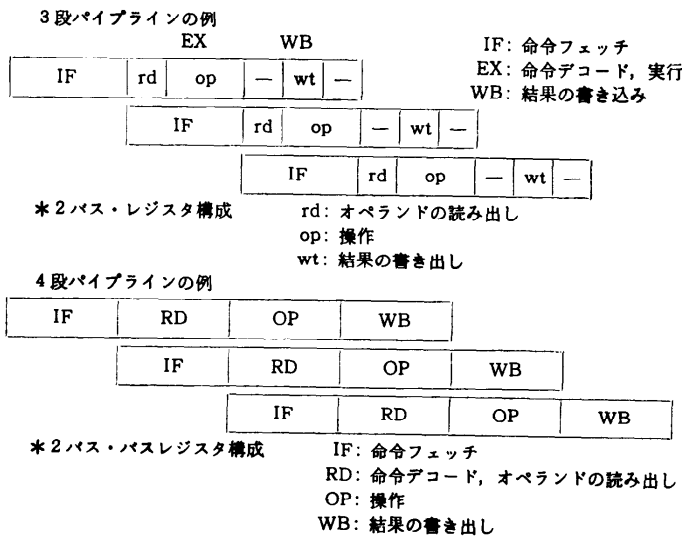 3段パイプラインの例
EX WB
IF rd op — wt —
IF rd op — wt —
IF rd op — wt —
IF: 命令フェッチ
EX: 命令デコード, 実行
WB: 結果の書き込み
*2バス・レジスタ構成
rd: オペランドの読み出し
op: 操作
wt: 結果の書き出し
4段パイプラインの例
IF RD OP WB
IF RD OP WB
IF RD OP WB
*2バス・バスレジスタ構成
IF: 命令フェッチ
RD: 命令デコード, オペランドの読み出し
OP: 操作
WB: 結果の書き出し